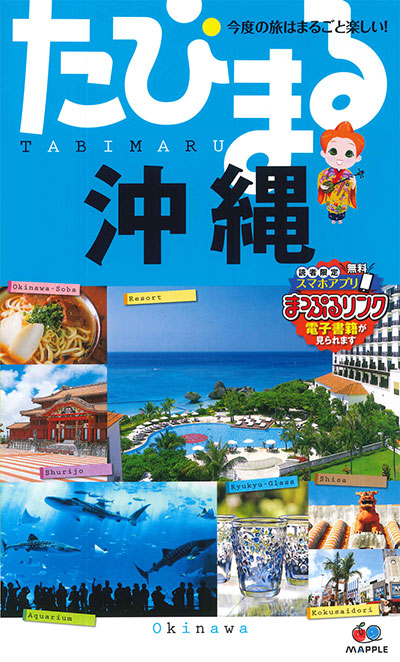 今度の旅はまるごと楽しい!
たびまる
TABIMARU
沖縄
読者限定
無料
スマホアプリ
まっぷるリンク
電子書籍が
見られます
Okinawa-Soba
Resort
Shurijo
Ryukyu-Glass
Shisa
Kokusaidori
Aquarium
Okinawa
MAPPLE